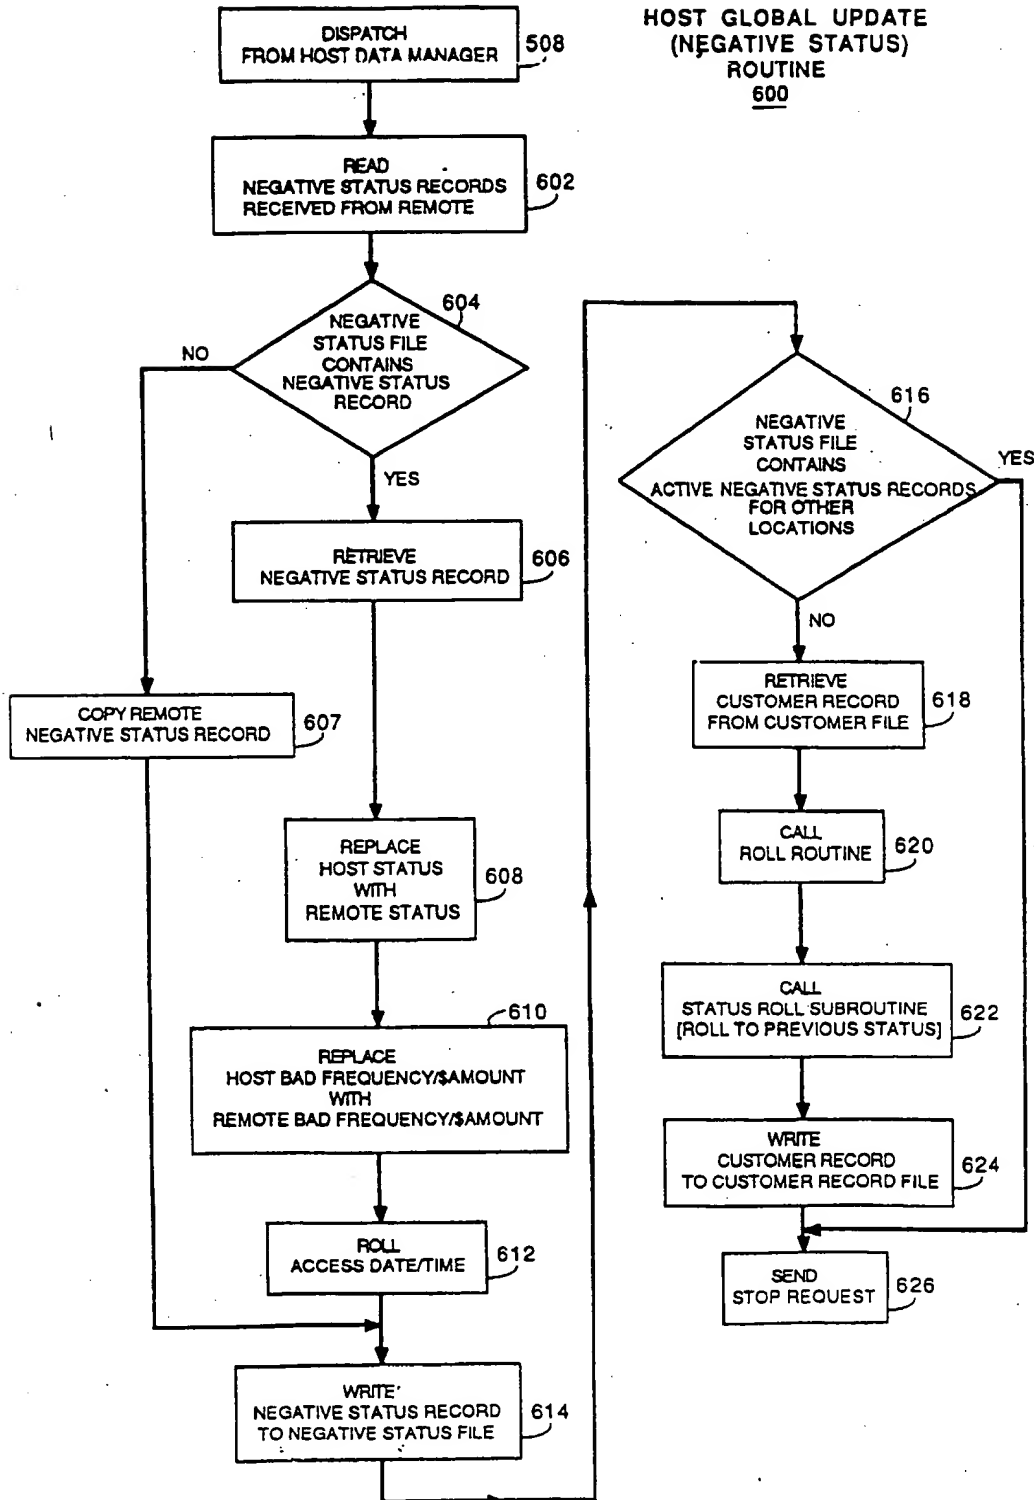 HOST GLOBAL UPDATE
(NEGATIVE STATUS)
ROUTINE
600
DISPATCH
FROM HOST DATA MANAGER
508
READ
NEGATIVE STATUS RECORDS
RECEIVED FROM REMOTE
602
604
NEGATIVE
STATUS FILE
CONTAINS
NEGATIVE STATUS
RECORD
NO
YES
RETRIEVE
NEGATIVE STATUS RECORD
606
COPY REMOTE
NEGATIVE STATUS RECORD
607
REPLACE
HOST STATUS
WITH
REMOTE STATUS
608
610
REPLACE
HOST BAD FREQUENCY/$AMOUNT
WITH
REMOTE BAD FREQUENCY/$AMOUNT
ROLL
ACCESS DATE/TIME
612
WRITE
NEGATIVE STATUS RECORD
TO NEGATIVE STATUS FILE
614
616
NEGATIVE
STATUS FILE
CONTAINS
ACTIVE NEGATIVE STATUS RECORDS
FOR OTHER
LOCATIONS
YES
NO
RETRIEVE
CUSTOMER RECORD
FROM CUSTOMER FILE
618
CALL
ROLL ROUTINE
620
CALL
STATUS ROLL SUBROUTINE
[ROLL TO PREVIOUS STATUS]
622
WRITE
CUSTOMER RECORD
TO CUSTOMER RECORD FILE
624
SEND
STOP REQUEST
626